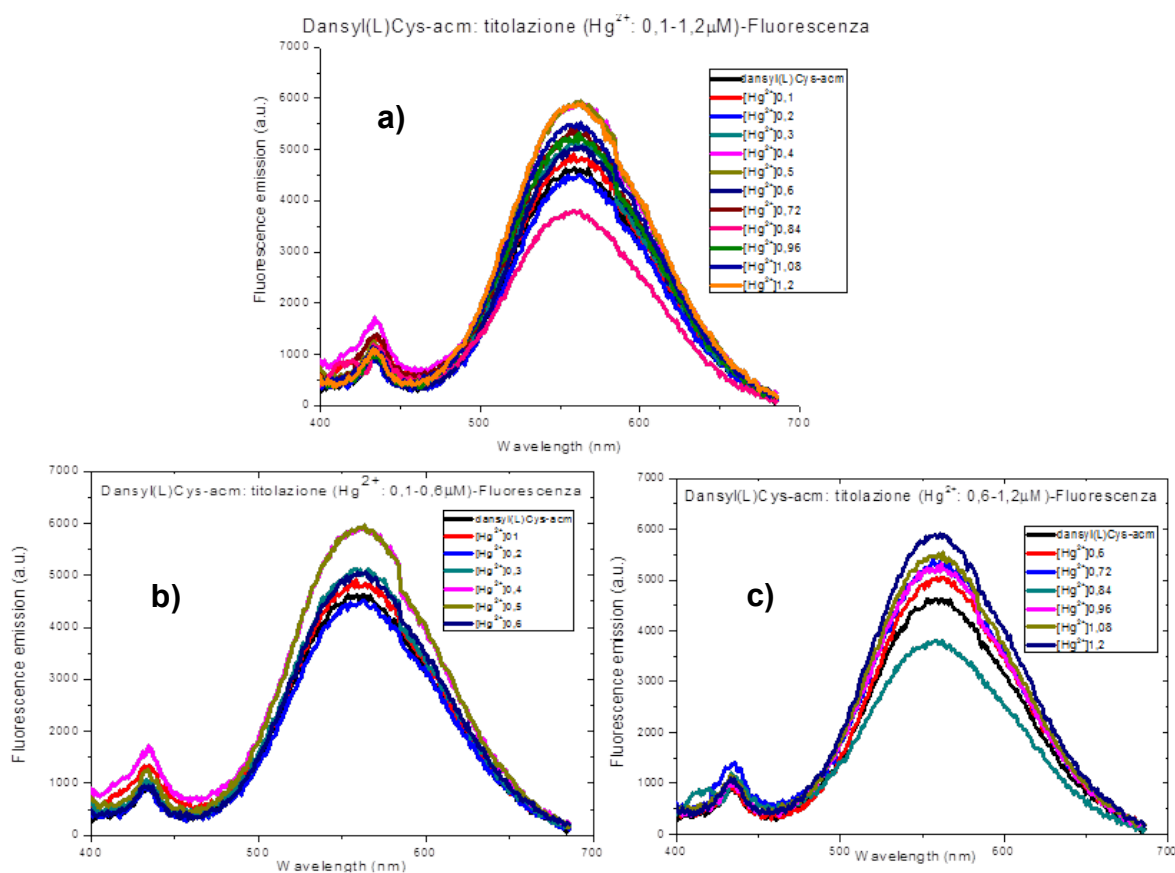 Dansyl(L)Cys-acm: titolazione (Hg²⁺: 0,1-1,2µM)-Fluorescenza
a)
Fluorescence emission (a.u.)
7000
6000
5000
4000
3000
2000
1000
0
400
500
600
700
Wavelength (nm)
dansyl(L)Cys-acm
[Hg²⁺]0,1
[Hg²⁺]0,2
[Hg²⁺]0,3
[Hg²⁺]0,4
[Hg²⁺]0,5
[Hg²⁺]0,6
[Hg²⁺]0,72
[Hg²⁺]0,84
[Hg²⁺]0,96
[Hg²⁺]1,08
[Hg²⁺]1,2
Dansyl(L)Cys-acm: titolazione (Hg²⁺: 0,1-0,6µM)-Fluorescenza
b)
Fluorescence emission (a.u.)
7000
6000
5000
4000
3000
2000
1000
0
400
500
600
700
Wavelength (nm)
dansyl(L)Cys-acm
[Hg²⁺]01
[Hg²⁺]0,2
[Hg²⁺]0,3
[Hg²⁺]0,4
[Hg²⁺]0,5
[Hg²⁺]0,6
Dansyl(L)Cys-acm: titolazione (Hg²⁺: 0,6-1,2µM)-Fluorescenza
c)
Fluorescence emission (a.u.)
7000
6000
5000
4000
3000
2000
1000
0
400
500
600
700
Wavelength (nm)
dansyl(L)Cys-acm
[Hg²⁺]0,6
[Hg²⁺]0,72
[Hg²⁺]0,84
[Hg²⁺]0,96
[Hg²⁺]1,08
[Hg²⁺]1,2